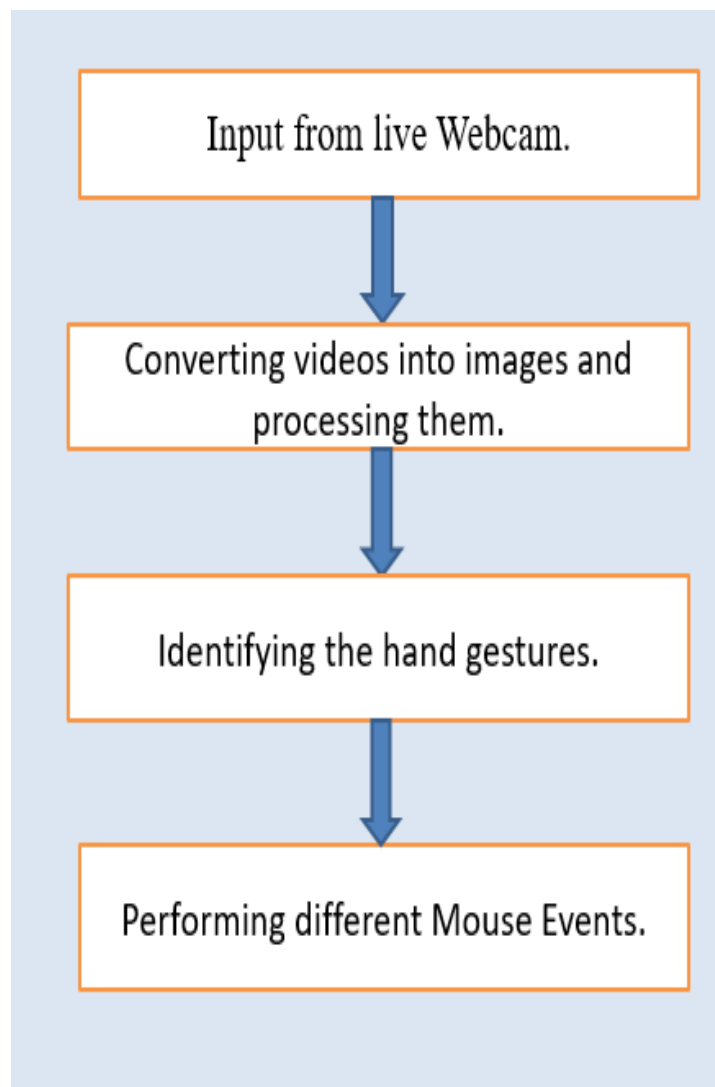 Input from live Webcam.
Converting videos into images and
processing them.
Identifying the hand gestures.
Performing different Mouse Events.